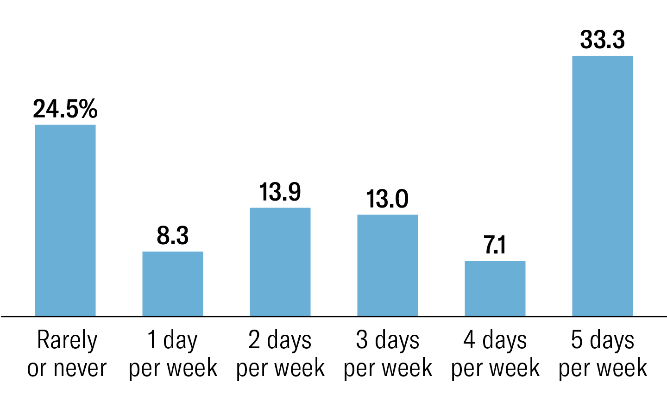 24.5%
8.3
13.9
13.0
7.1
33.3
Rarely
or never
1 day
per week
2 days
per week
3 days
per week
4 days
per week
5 days
per week